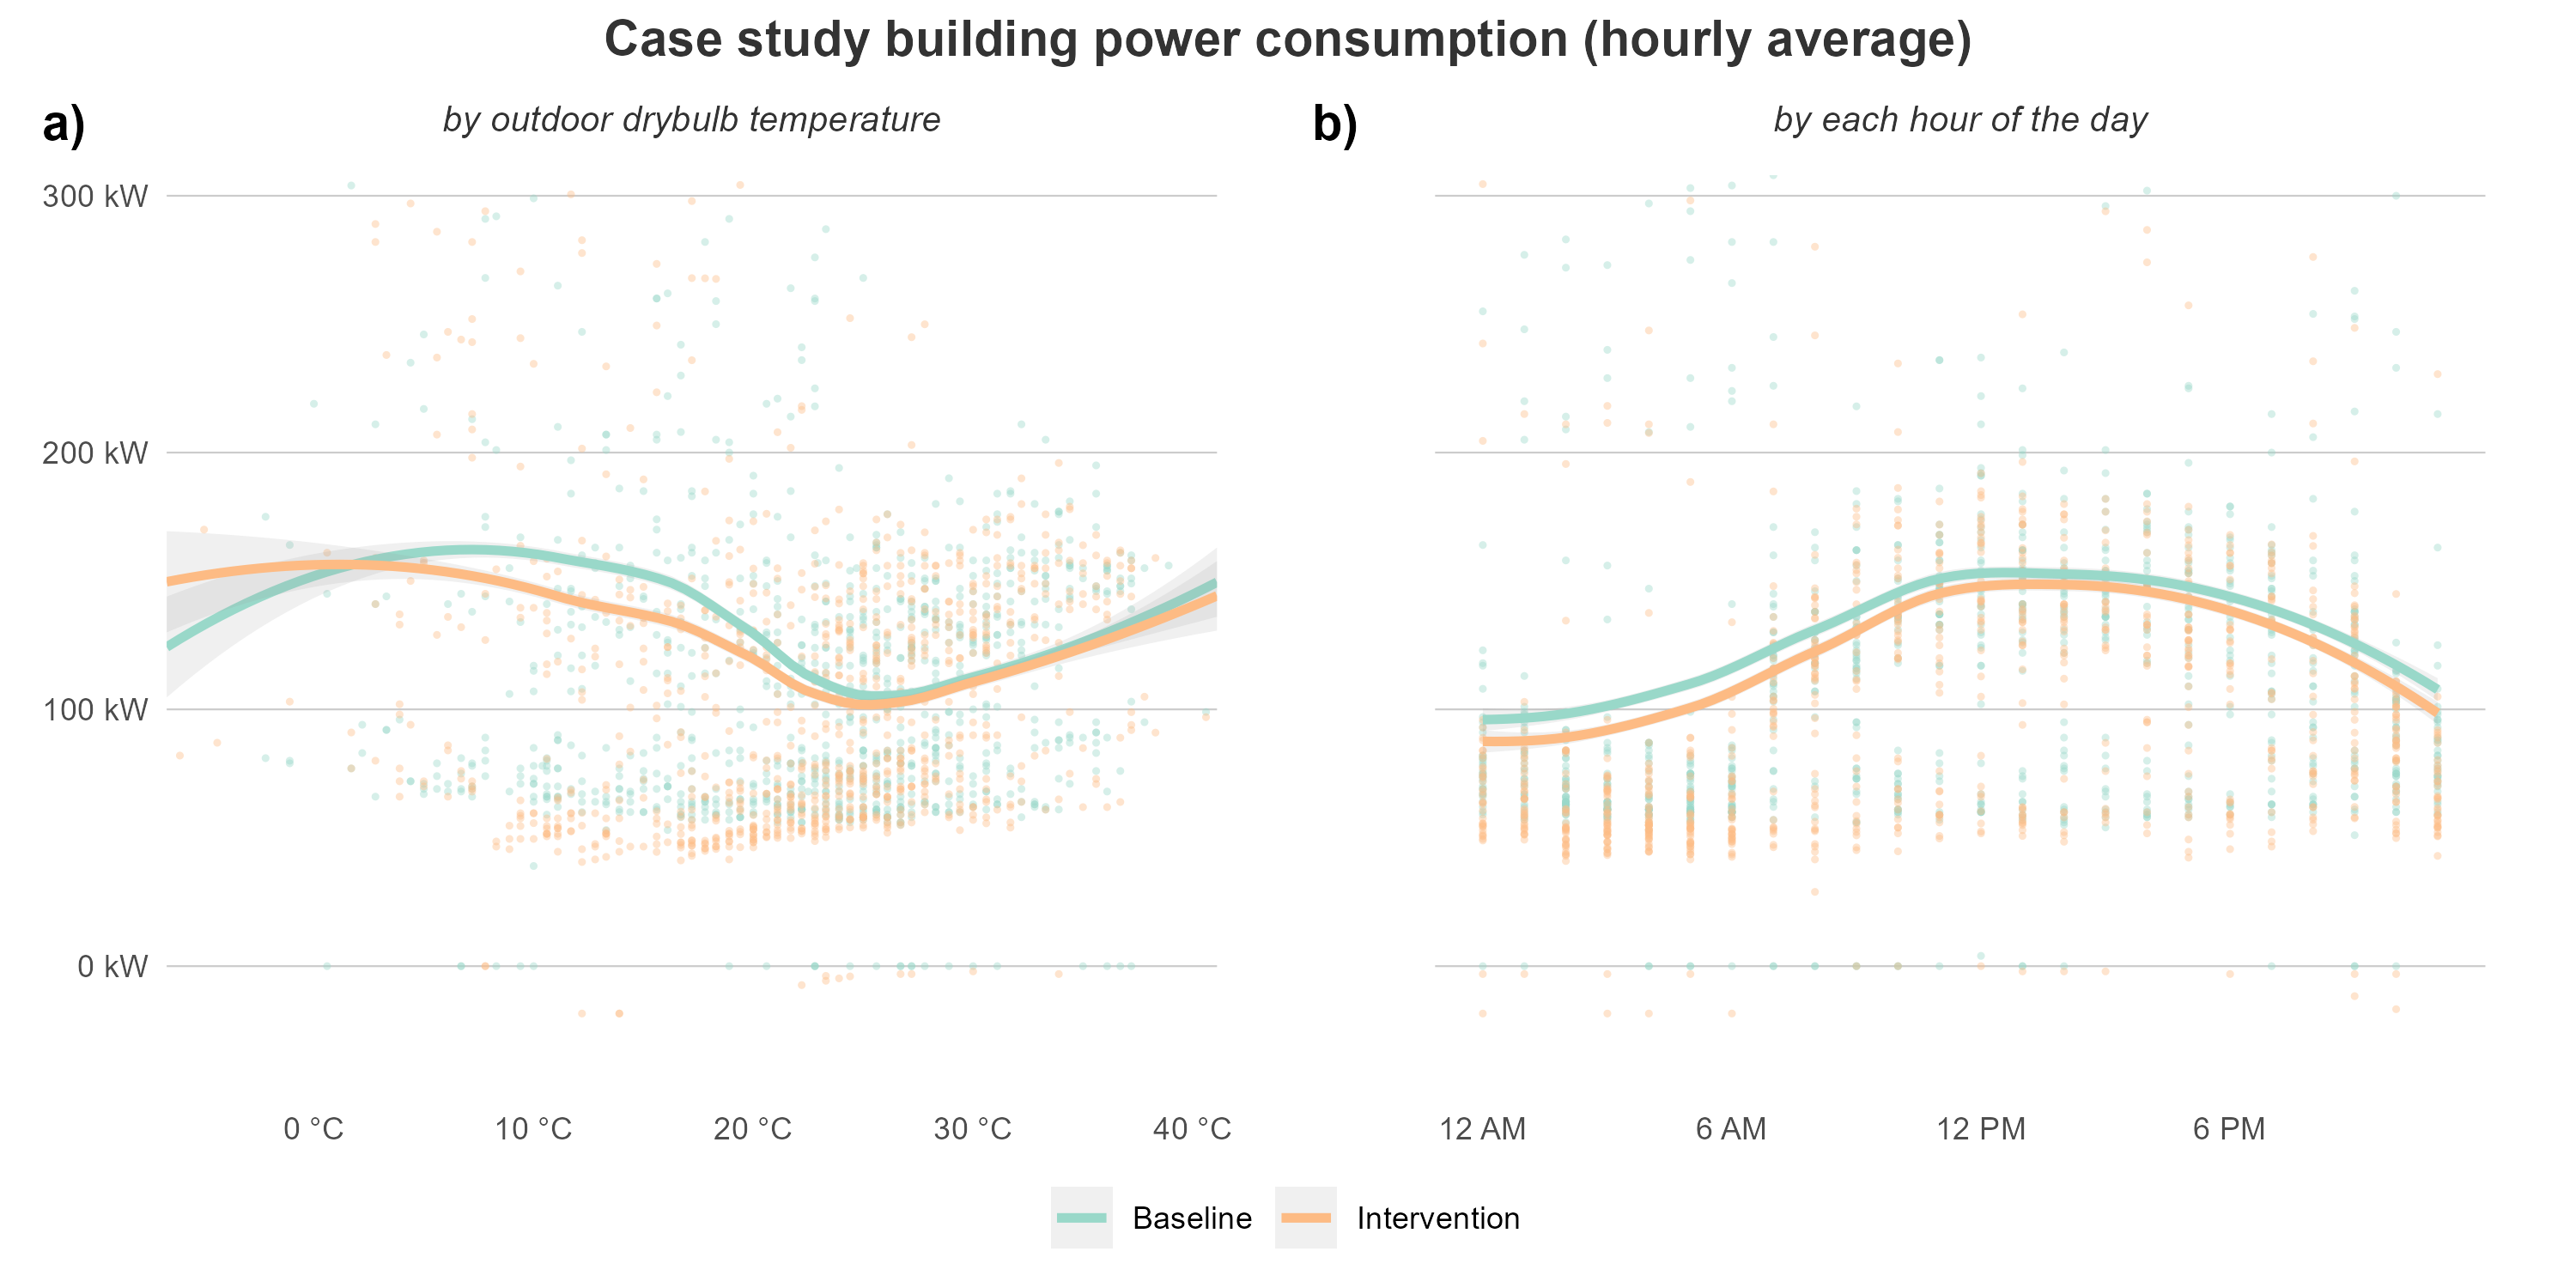 Case study building power consumption (hourly average)
a)
by outdoor drybulb temperature
b)
by each hour of the day
300 kW
200 kW
100 kW
0 kW
0 °C 10 °C 20 °C 30 °C 40 °C
12 AM 6 AM 12 PM 6 PM
Baseline Intervention